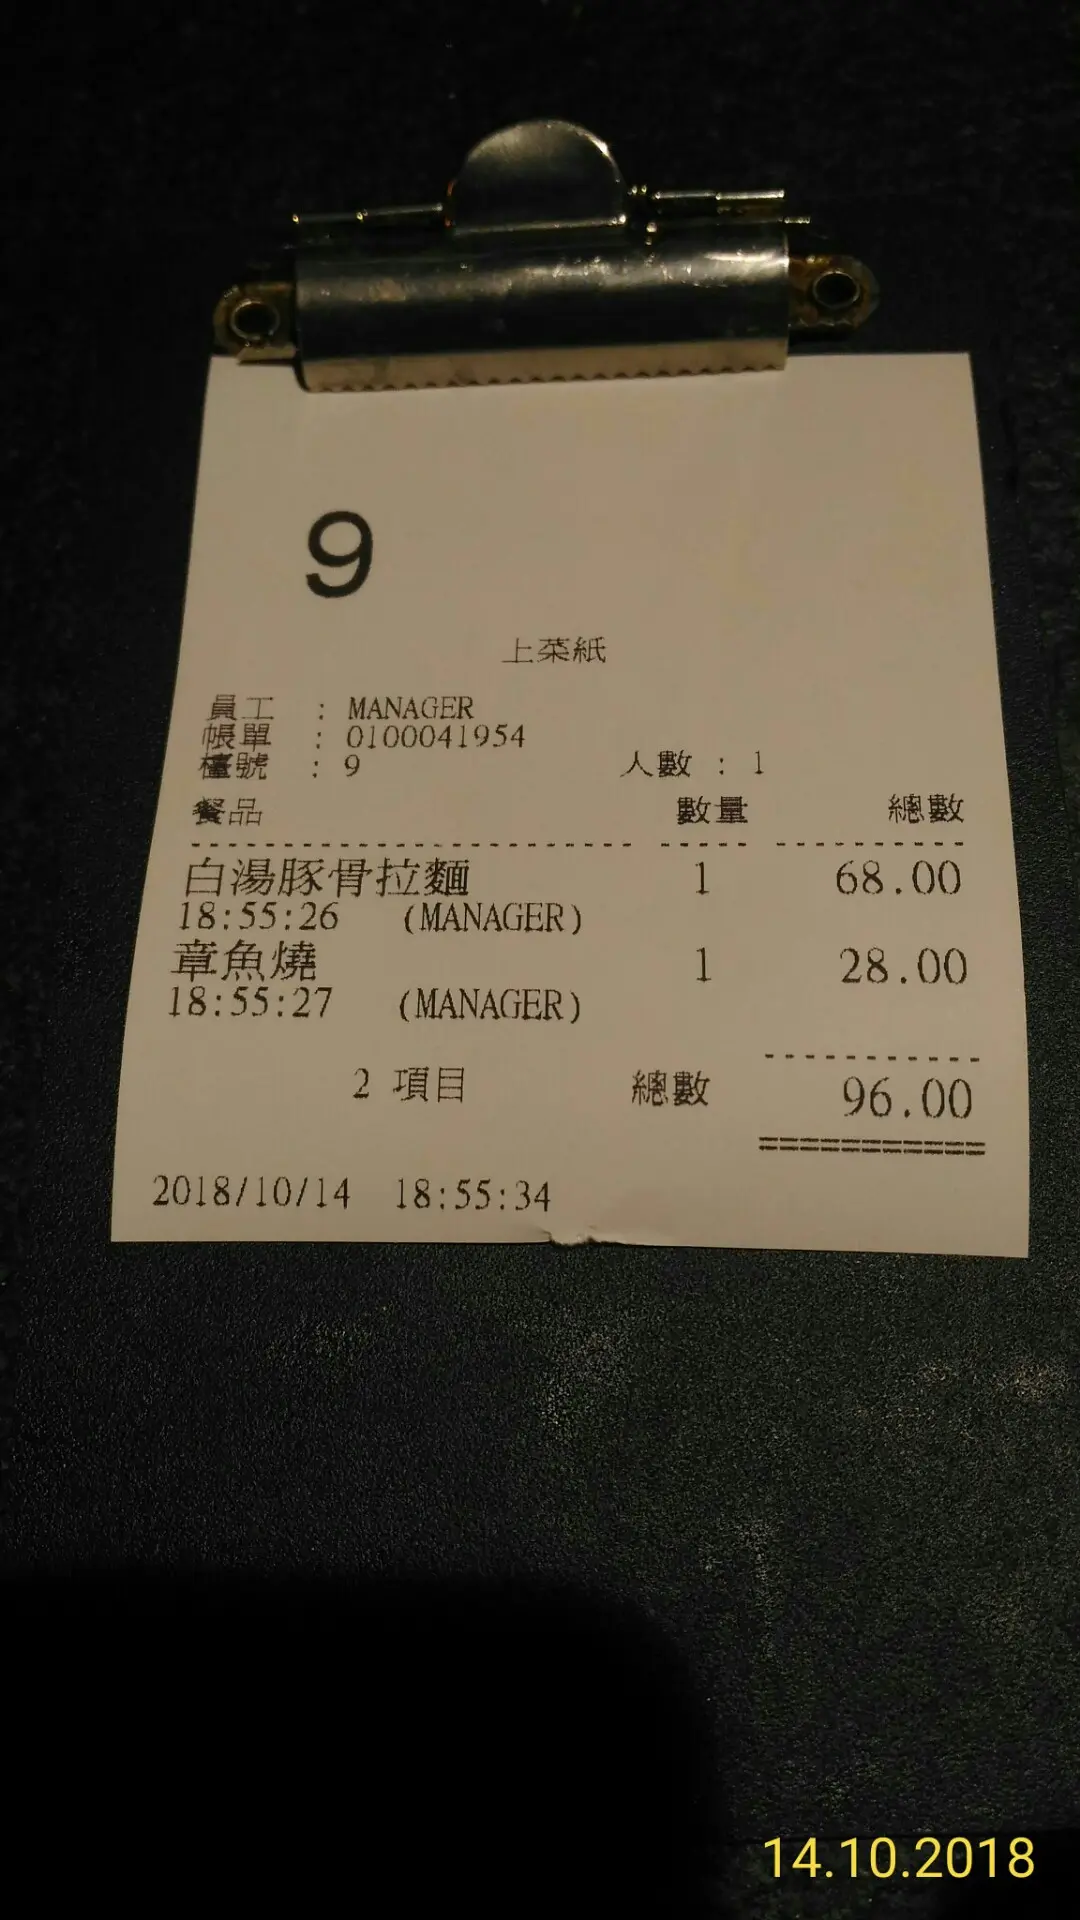 9
上菜紙
員工 : MANAGER
帳單 : 0100041954
檯號 : 9 人數 : 1
餐品 數量 總數
白湯豚骨拉麵 1 68.00
18:55:26 (MANAGER)
章魚燒 1 28.00
18:55:27 (MANAGER)
2 項目 總數 96.00
2018/10/14 18:55:34
14.10.2018